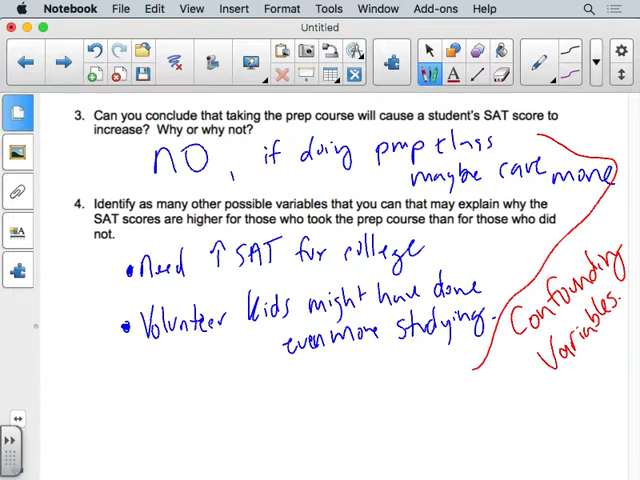 Notebook File Edit View Insert Format Tools Window Add-ons Help
Untitled
3. Can you conclude that taking the prep course will cause a student's SAT score to
increase? Why or why not?
NO, if doing prep
maybe care more
4. Identify as many other possible variables that you can that may explain why the
SAT scores are higher for those who took the prep course than for those who did
not.
• Need ↑ SAT for college
• Volunteer kids might have done
even more studying.
Confounding
Variables.